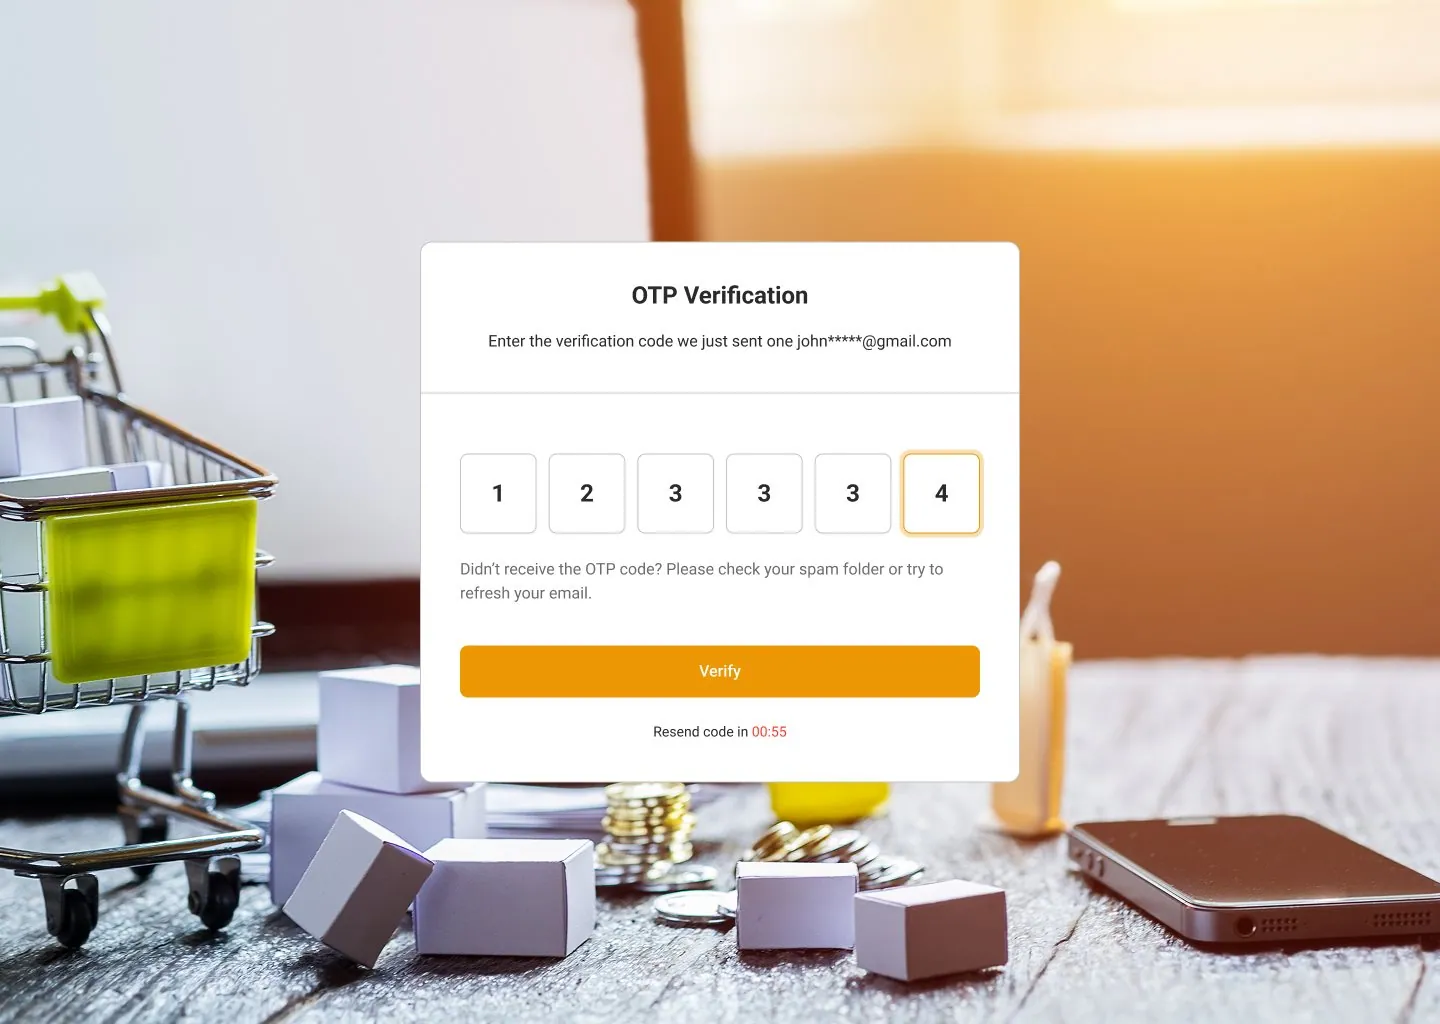 OTP Verification
Enter the verification code we just sent one john*****@gmail.com
1 2 3 3 3 4
Didn’t receive the OTP code? Please check your spam folder or try to
refresh your email.
Verify
Resend code in 00:55